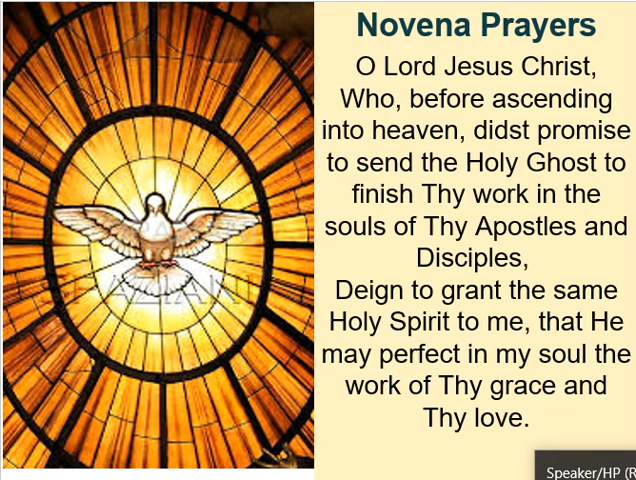 Novena Prayers
O Lord Jesus Christ,
Who, before ascending
into heaven, didst promise
to send the Holy Ghost to
finish Thy work in the
souls of Thy Apostles and
Disciples,
Deign to grant the same
Holy Spirit to me, that He
may perfect in my soul the
work of Thy grace and
Thy love.
Speaker/HP (R